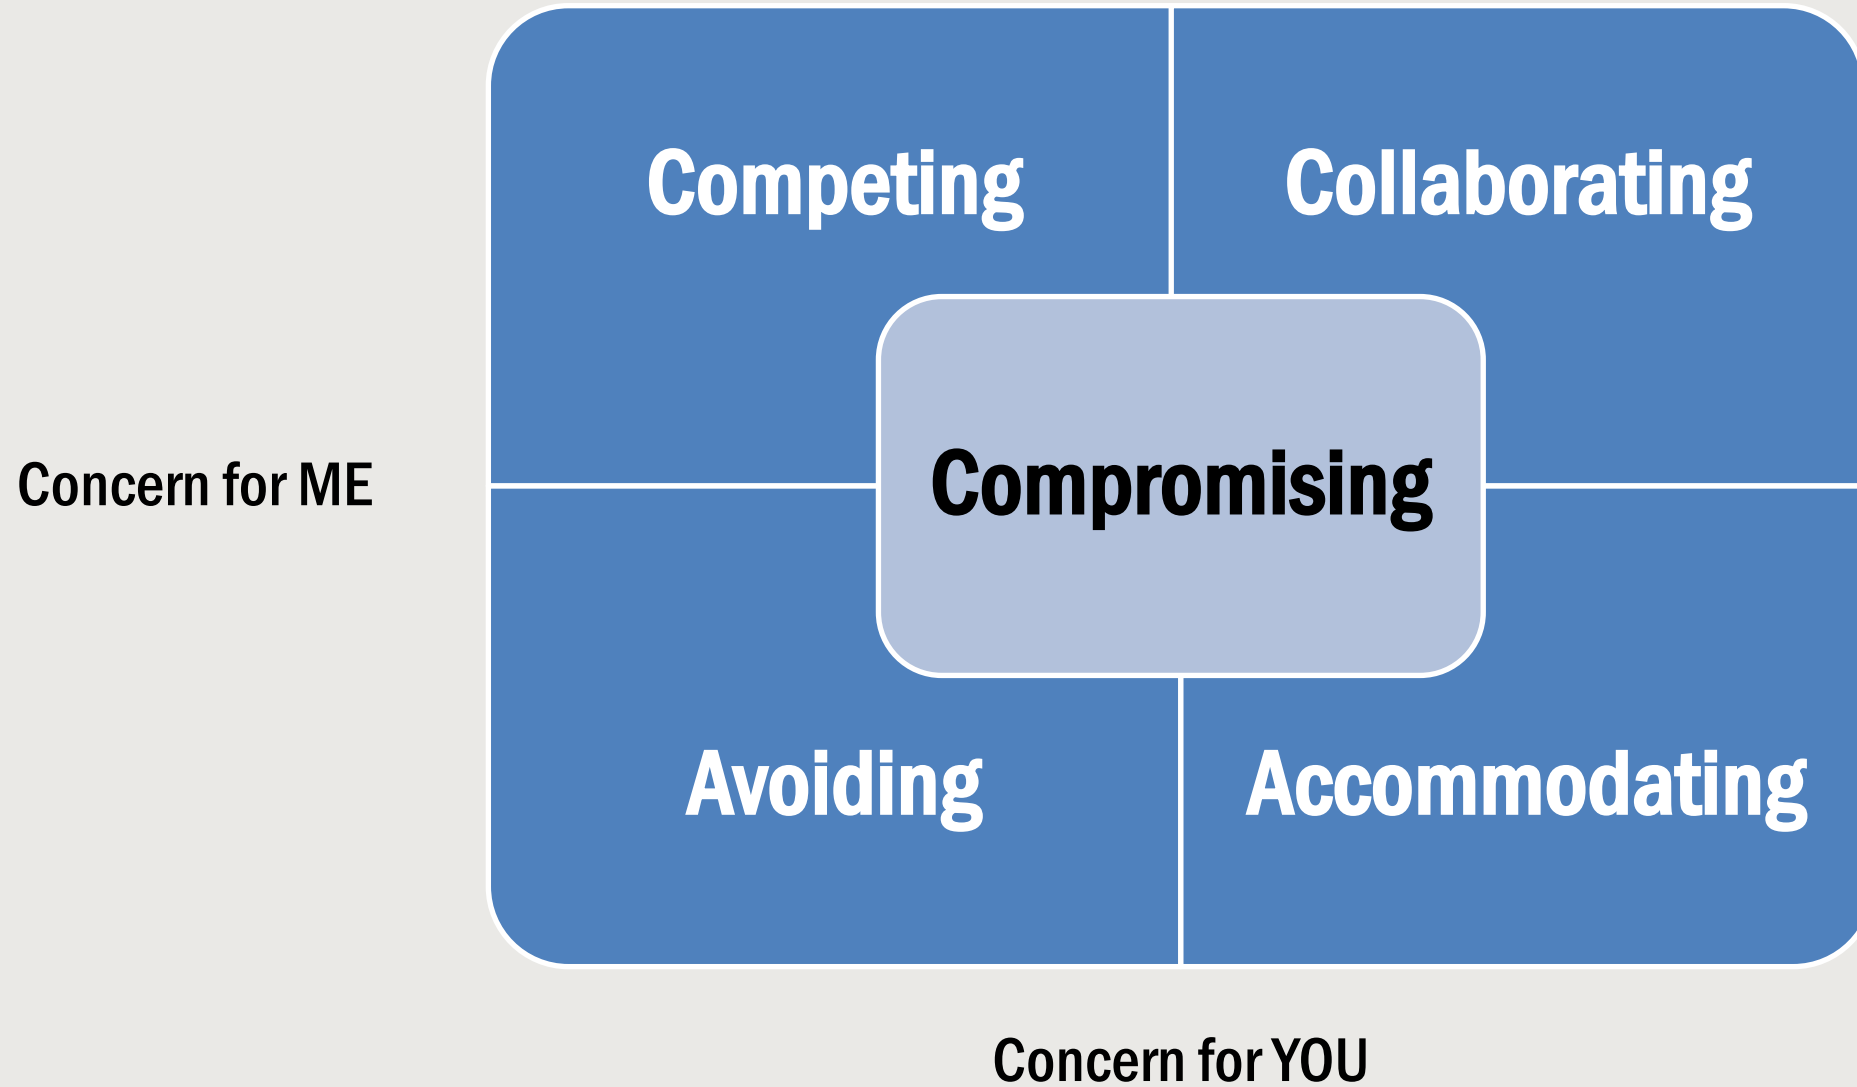 Competing
Collaborating
Concern for ME
Compromising
Avoiding
Accommodating
Concern for YOU